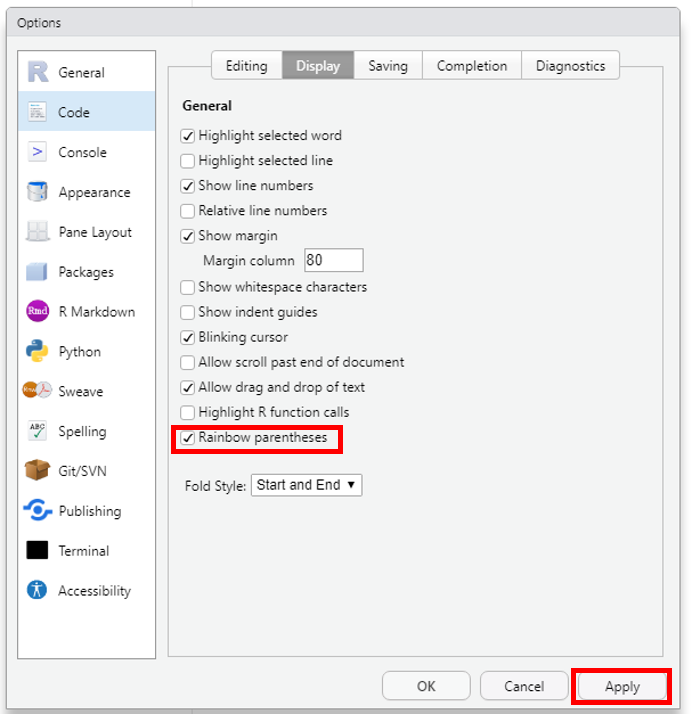 Options
General
Code
Console
Appearance
Pane Layout
Packages
Rmd R Markdown
Python
Sweave
ABC Spelling
Git/SVN
Publishing
Terminal
Accessibility
Editing Display Saving Completion Diagnostics
General
Highlight selected word
Highlight selected line
Show line numbers
Relative line numbers
Show margin
Margin column 80
Show whitespace characters
Show indent guides
Blinking cursor
Allow scroll past end of document
Allow drag and drop of text
Highlight R function calls
Rainbow parentheses
Fold Style: Start and End
OK Cancel Apply